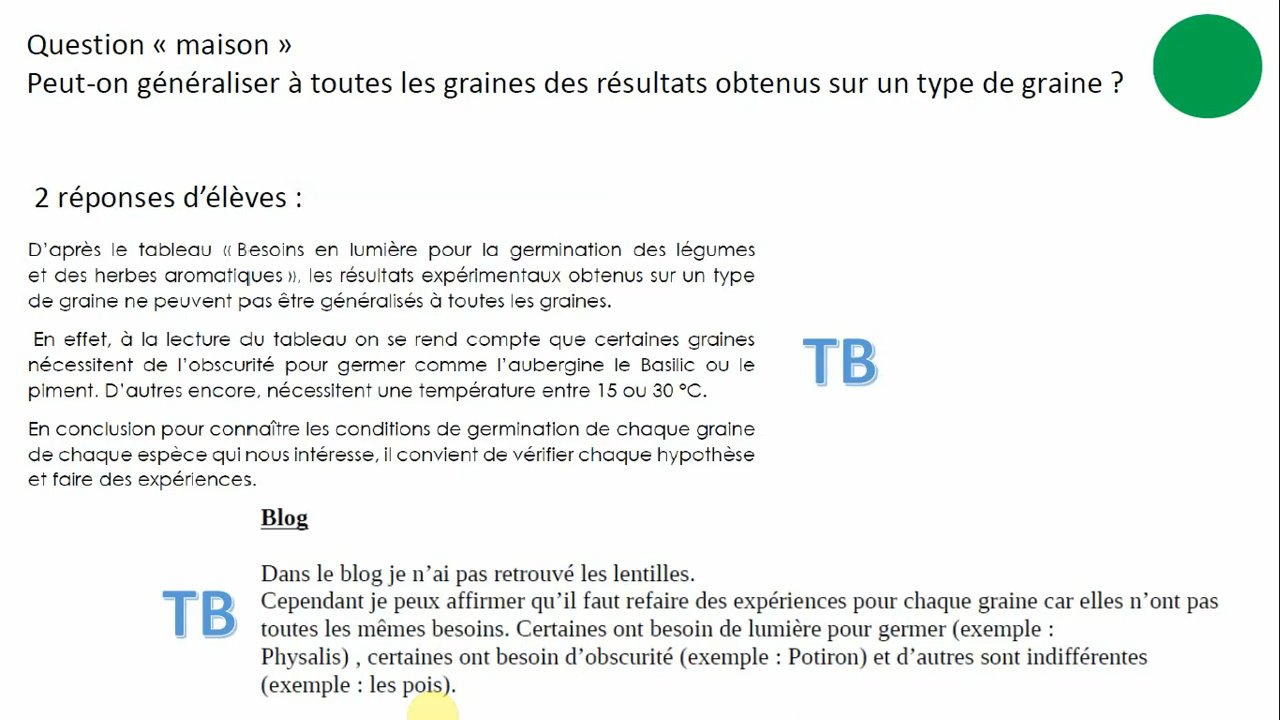 Question « maison »
Peut-on généraliser à toutes les graines des résultats obtenus sur un type de graine ?
2 réponses d’élèves :
D’après le tableau « Besoins en lumière pour la germination des légumes
et des herbes aromatiques », les résultats expérimentaux obtenus sur un type
de graine ne peuvent pas être généralisés à toutes les graines.
En effet, à la lecture du tableau on se rend compte que certaines graines
nécessitent de l’obscurité pour germer comme l’aubergine le Basilic ou le
piment. D’autres encore, nécessitent une température entre 15 ou 30 °C.
TB
En conclusion pour connaître les conditions de germination de chaque graine
de chaque espèce qui nous intéresse, il convient de vérifier chaque hypothèse
et faire des expériences.
Blog
Dans le blog je n’ai pas retrouvé les lentilles.
TB
Cependant je peux affirmer qu’il faut refaire des expériences pour chaque graine car elles n’ont pas
toutes les mêmes besoins. Certaines ont besoin de lumière pour germer (exemple :
Physalis) , certaines ont besoin d’obscurité (exemple : Potiron) et d’autres sont indifférentes
(exemple : les pois).